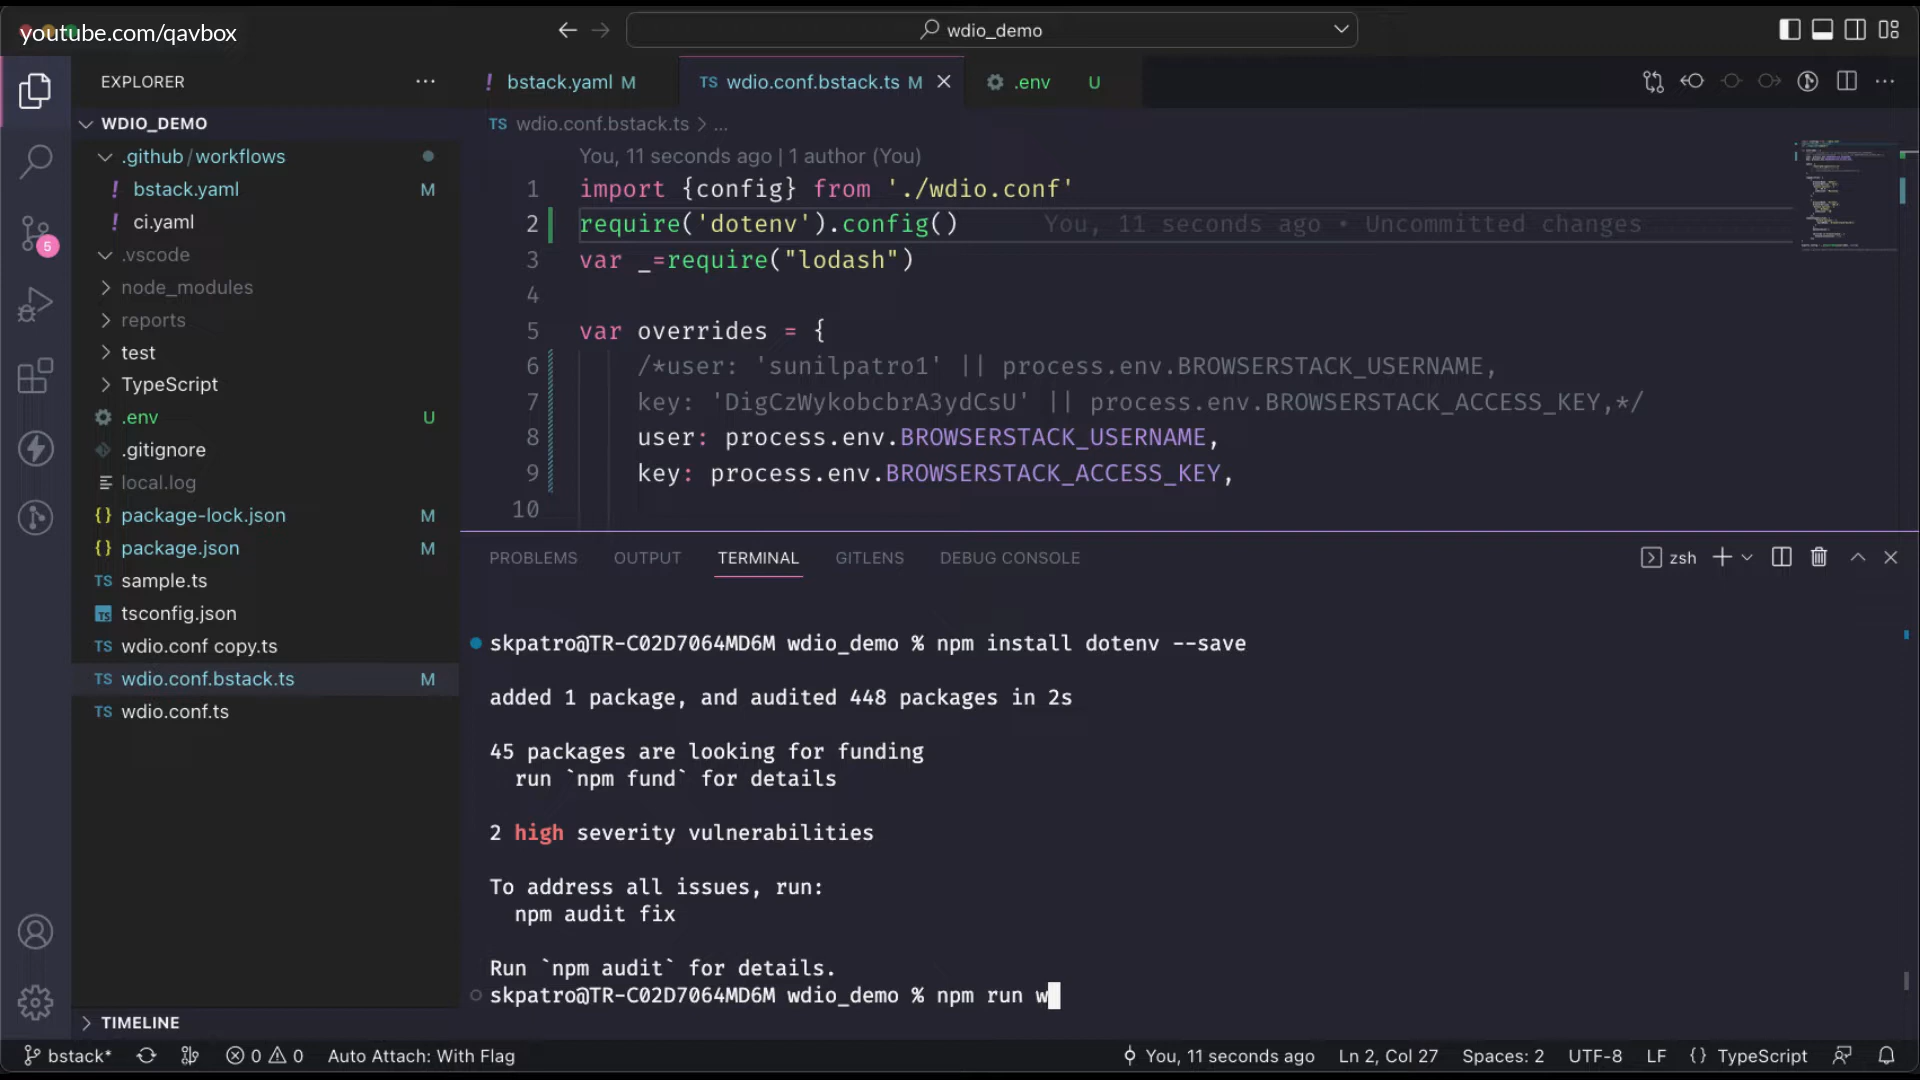 youtube.com/qavbox
wdio_demo
EXPLORER
bstack.yaml M
TS wdio.conf.bstack.ts M
.env U
WDIO_DEMO
TS wdio.conf.bstack.ts > ...
.github/workflows
bstack.yaml M
ci.yaml
.vscode
node_modules
reports
test
TypeScript
.env U
.gitignore
local.log
package-lock.json M
package.json M
TS sample.ts
tsconfig.json
TS wdio.conf copy.ts
TS wdio.conf.bstack.ts M
TS wdio.conf.ts
TIMELINE
5
You, 11 seconds ago | 1 author (You)
1 import {config} from './wdio.conf'
2 require('dotenv').config() You, 11 seconds ago • Uncommitted changes
3 var _=require("lodash")
4
5 var overrides = {
6 /*user: 'sunilpatro1' || process.env.BROWSERSTACK_USERNAME,
7 key: 'DigCzWykobcbrA3ydCsU' || process.env.BROWSERSTACK_ACCESS_KEY,*/
8 user: process.env.BROWSERSTACK_USERNAME,
9 key: process.env.BROWSERSTACK_ACCESS_KEY,
10
PROBLEMS OUTPUT TERMINAL GITLENS DEBUG CONSOLE
zsh
skpatro@TR-C02D7064MD6M wdio_demo % npm install dotenv --save
added 1 package, and audited 448 packages in 2s
45 packages are looking for funding
run `npm fund` for details
2 high severity vulnerabilities
To address all issues, run:
npm audit fix
Run `npm audit` for details.
skpatro@TR-C02D7064MD6M wdio_demo % npm run w
bstack* 0 0 Auto Attach: With Flag You, 11 seconds ago Ln 2, Col 27 Spaces: 2 UTF-8 LF {} TypeScript